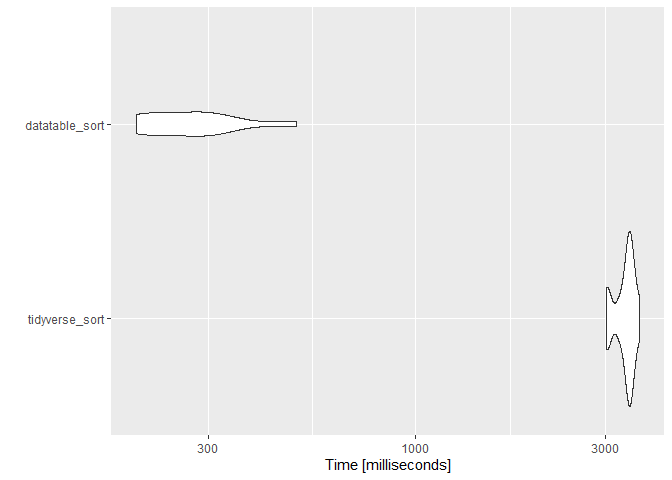 datatable_sort
tidyverse_sort
300
1000
3000
Time [milliseconds]